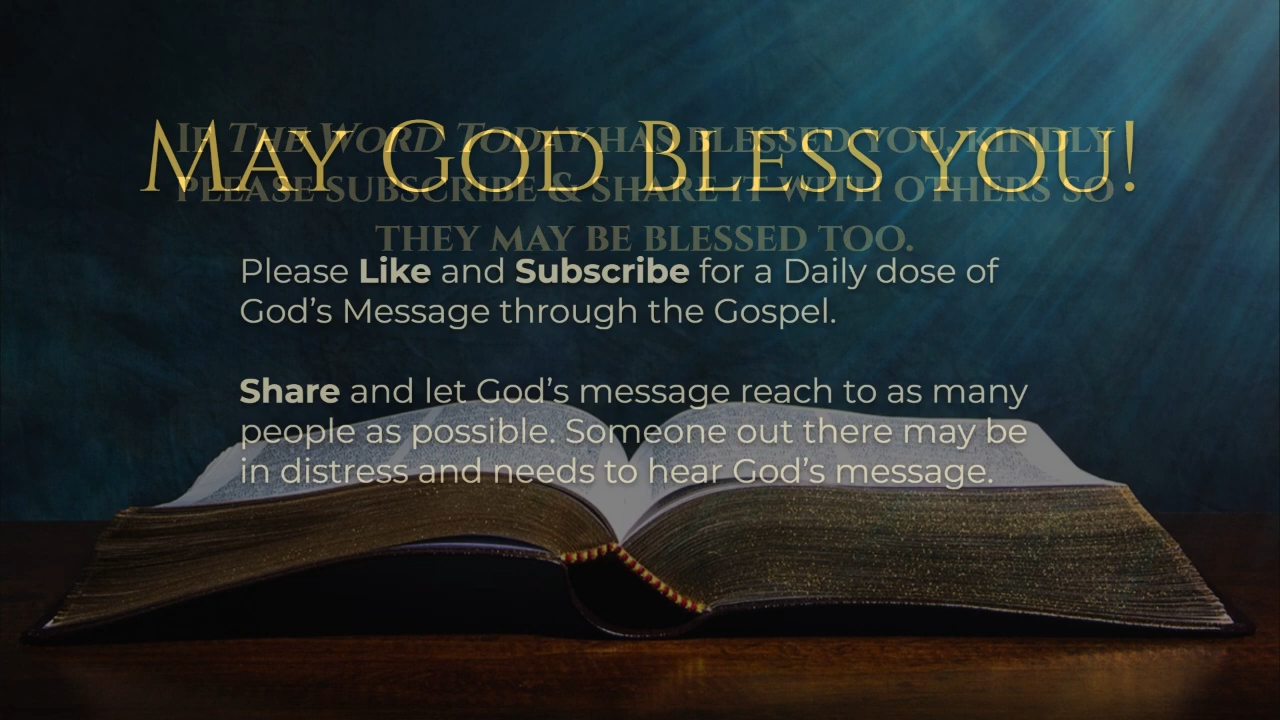 May God Bless you!
If The Word Today has blessed you, kindly
please subscribe & share it with others so
they may be blessed too.
Please Like and Subscribe for a Daily dose of
God’s Message through the Gospel.
Share and let God’s message reach to as many
people as possible. Someone out there may be
in distress and needs to hear God’s message.